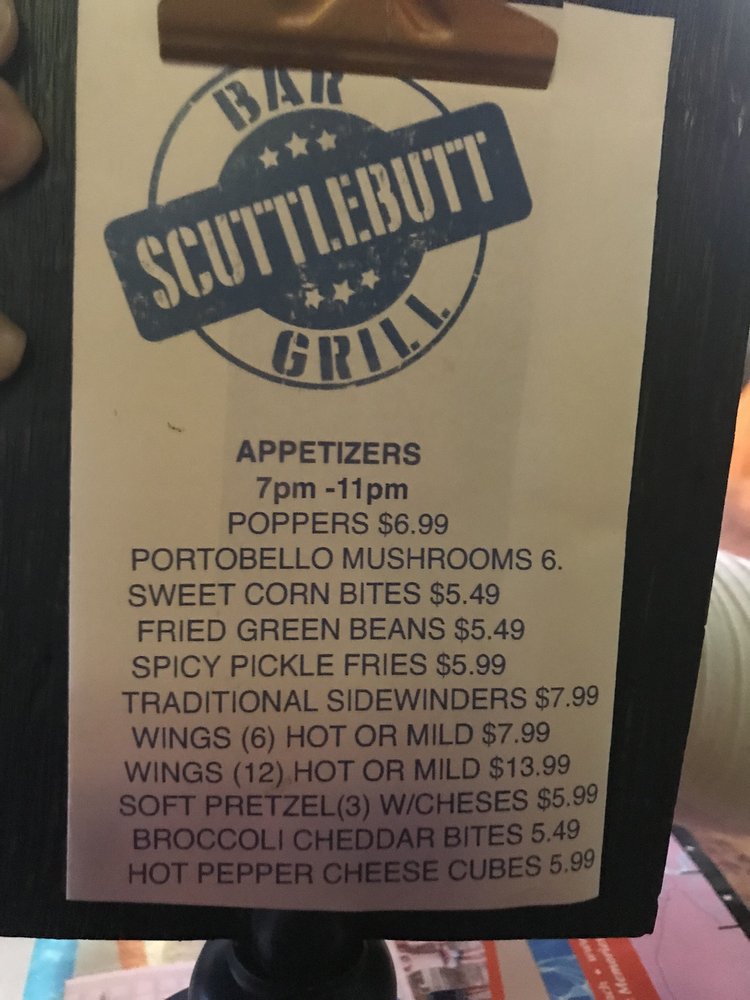 BAR
SCUTTLEBUTT
GRILL
APPETIZERS
7pm -11pm
POPPERS $6.99
PORTOBELLO MUSHROOMS 6.
SWEET CORN BITES $5.49
FRIED GREEN BEANS $5.49
SPICY PICKLE FRIES $5.99
TRADITIONAL SIDEWINDERS $7.99
WINGS (6) HOT OR MILD $7.99
WINGS (12) HOT OR MILD $13.99
SOFT PRETZEL(3) W/CHESES $5.99
BROCCOLI CHEDDAR BITES 5.49
HOT PEPPER CHEESE CUBES 5.99